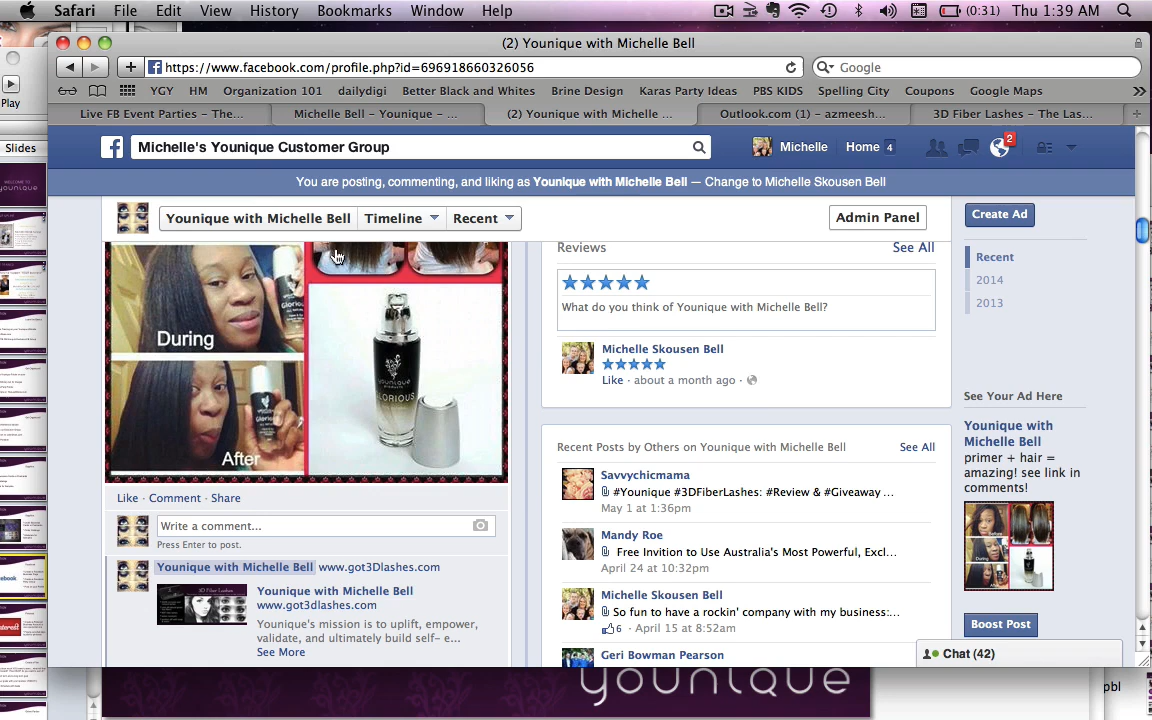 Safari File Edit View History Bookmarks Window Help (0:31) Thu 1:39 AM
(2) Younique with Michelle Bell
https://www.facebook.com/profile.php?id=696918660326056
Google
YGY HM Organization 101 dailydigi Better Black and Whites Brine Design Karas Party Ideas PBS KIDS Spelling City Coupons Google Maps
Live FB Event Parties – The... Michelle Bell – Younique – ... (2) Younique with Michelle ... Outlook.com (1) – azmeesh... 3D Fiber Lashes – The Las...
Play
Slides
Michelle's Younique Customer Group
Michelle Home 4 2
You are posting, commenting, and liking as Younique with Michelle Bell — Change to Michelle Skousen Bell
Younique with Michelle Bell Timeline Recent
Admin Panel
Create Ad
Recent
2014
2013
During
After
younique
products
GLORIOUS
Like · Comment · Share
Write a comment...
Press Enter to post.
Younique with Michelle Bell www.got3Dlashes.com
Younique with Michelle Bell
www.got3dlashes.com
Younique's mission is to uplift, empower,
validate, and ultimately build self- e...
See More
Reviews See All
What do you think of Younique with Michelle Bell?
Michelle Skousen Bell
Like · about a month ago ·
Recent Posts by Others on Younique with Michelle Bell See All
Savvychicmama
#Younique #3DFiberLashes: #Review & #Giveaway ...
May 1 at 1:36pm
Mandy Roe
Free Invitation to Use Australia's Most Powerful, Excl...
April 24 at 10:32pm
Michelle Skousen Bell
So fun to have a rockin' company with my business:...
6 · April 15 at 8:52am
Geri Bowman Pearson
See Your Ad Here
Younique with
Michelle Bell
primer + hair =
amazing! see link in
comments!
Boost Post
Chat (42)
younique
pbl